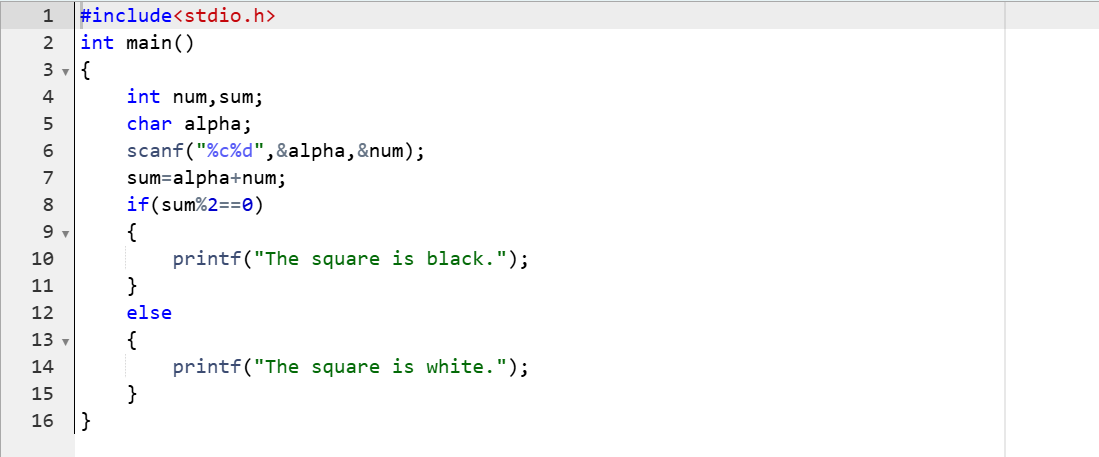 1 #include<stdio.h>
2 int main()
3 {
4     int num,sum;
5     char alpha;
6     scanf("%c%d",&alpha,&num);
7     sum=alpha+num;
8     if(sum%2==0)
9     {
10         printf("The square is black.");
11     }
12     else
13     {
14         printf("The square is white.");
15     }
16 }